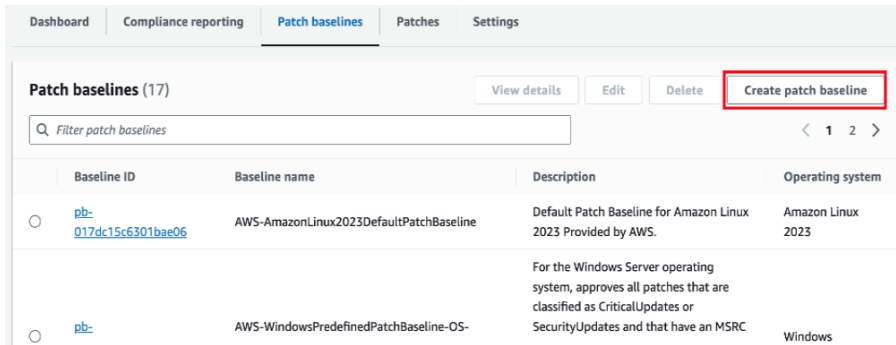 Dashboard Compliance reporting Patch baselines Patches Settings
Patch baselines (17) View details Edit Delete Create patch baseline
Filter patch baselines 1 2
Baseline ID Baseline name Description Operating system
pb-
017dc15c6301bae06
AWS-AmazonLinux2023DefaultPatchBaseline
Default Patch Baseline for Amazon Linux
2023 Provided by AWS.
Amazon Linux
2023
pb-
AWS-WindowsPredefinedPatchBaseline-OS-
For the Windows Server operating
system, approves all patches that are
classified as CriticalUpdates or
SecurityUpdates and that have an MSRC
Windows